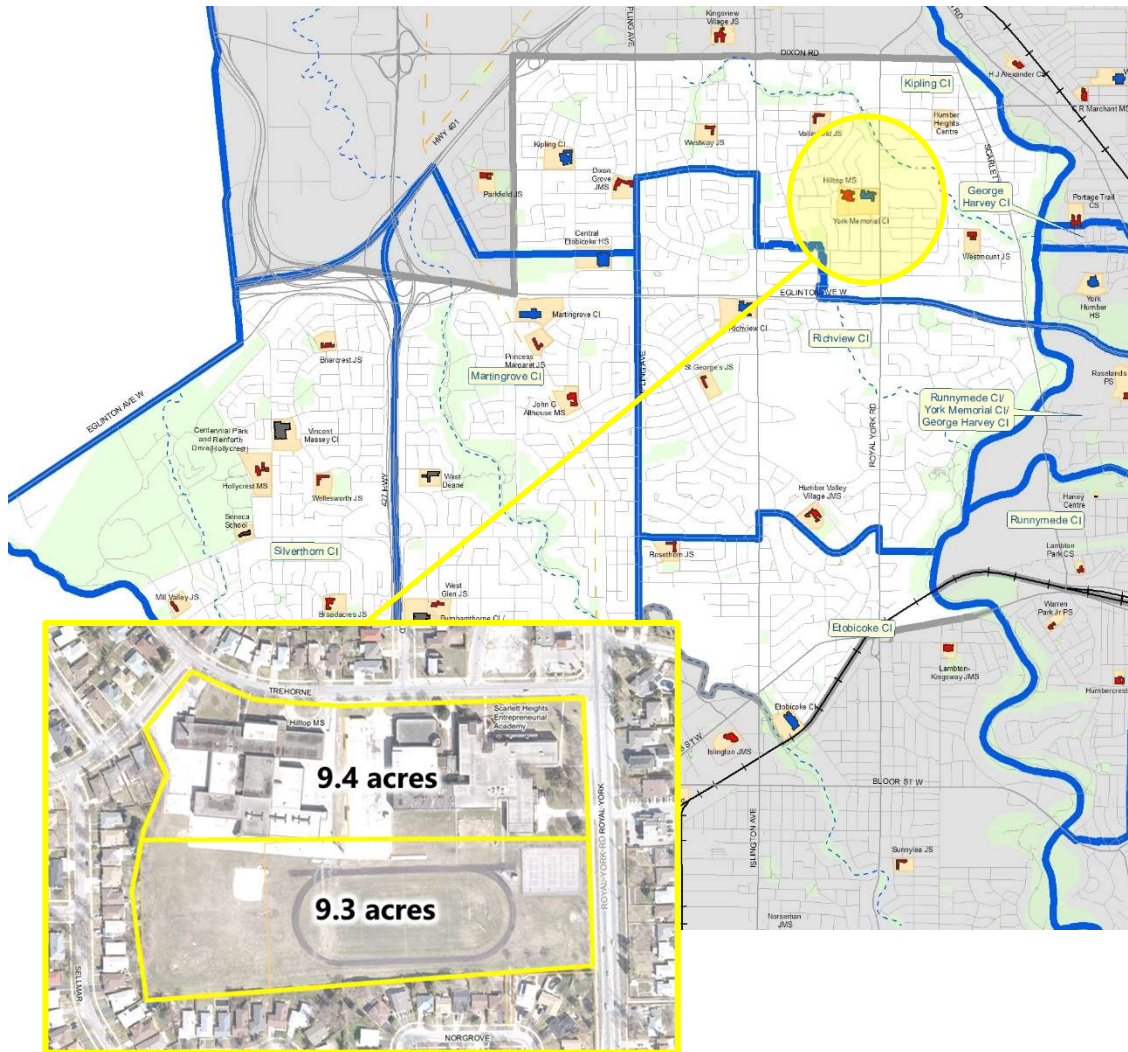 Kingsview
Village JS
DIXON RD
H J Alexander CS
C R Marchant MS
Kipling CI
HWY 401
Kipling CI
Westway JS
Humber
Heights
Centre
SCARLET
Dixon
Grove
JMS
Parkfield JS
Hilltop MS
York Memorial CI
George
Harvey CI
Portage Trail
CS
Central
Etobicoke HS
Westmount JS
EGLINTON AVE W
York
Humber
HS
Martingrove CI
Richview CI
Princess
Margaret JS
Briarcrest JS
Martingrove CI
St George's JS
Roselands
PS
EGLINTON AVE W
John G
Althouse MS
Runnymede CI/
York Memorial CI/
George Harvey CI
Centennial Park
and Renforth
Drive(Hollycrest)
Vincent
Massey CI
ROYAL YORK RD
HWY 427
Hollycrest MS
Wellesworth JS
West
Deane
Humber Valley
Village JMS
Haney
Centre
Runnymede CI
Seneca
School
Silverthorn CI
Rosethorn JS
Lambton
Park CS
Mill Valley JS
Broadacres JS
West
Glen JS
Burnhamthorpe CI /
Warren
Park Jr PS
Etobicoke CI
Lambton-
Kingsway JMS
Humbercrest
Etobicoke CI
Islington JMS
BLOOR ST W
ISLINGTON AVE
Sunnylea JS
Norseman
JMS
TREHORNE
Hilltop MS
Scarlett Heights
Entrepreneurial
Academy
9.4 acres
ROYAL YORK RD ROYAL YORK
9.3 acres
SELLMAR
NORGROVE